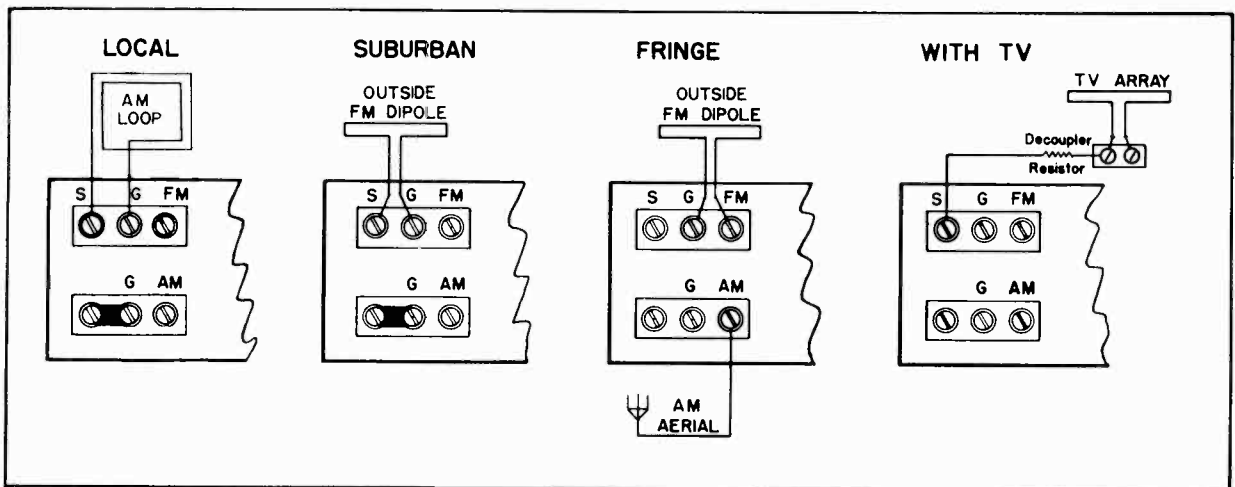 LOCAL
AM
LOOP
S G FM
G AM
SUBURBAN
OUTSIDE
FM DIPOLE
S G FM
G AM
FRINGE
OUTSIDE
FM DIPOLE
S G FM
G AM
AM
AERIAL
WITH TV
TV ARRAY
Decoupler
Resistor
S G FM
G AM